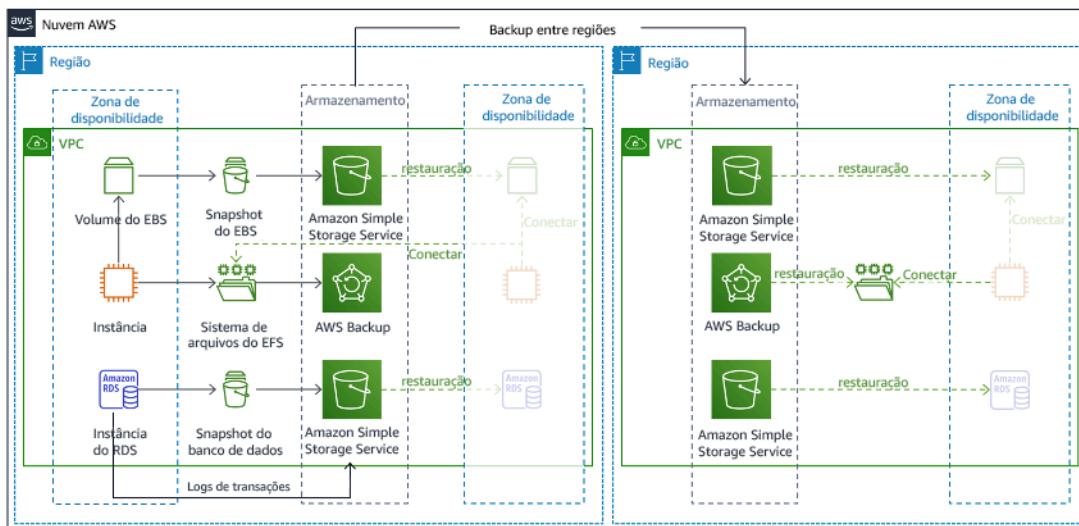 aws
Nuvem AWS
Backup entre regiões
Região
Zona de
disponibilidade
Armazenamento
Zona de
disponibilidade
VPC
restauração
Volume do EBS
Snapshot
do EBS
Amazon Simple
Storage Service
Conectar
Conectar
Instância
Sistema de
arquivos do EFS
AWS Backup
Amazon
RDS
restauração
Amazon
RDS
Instância
do RDS
Snapshot do
banco de dados
Amazon Simple
Storage Service
Logs de transações
Região
Armazenamento
Zona de
disponibilidade
VPC
restauração
Amazon Simple
Storage Service
Conectar
restauração
Conectar
AWS Backup
restauração
Amazon
RDS
Amazon Simple
Storage Service